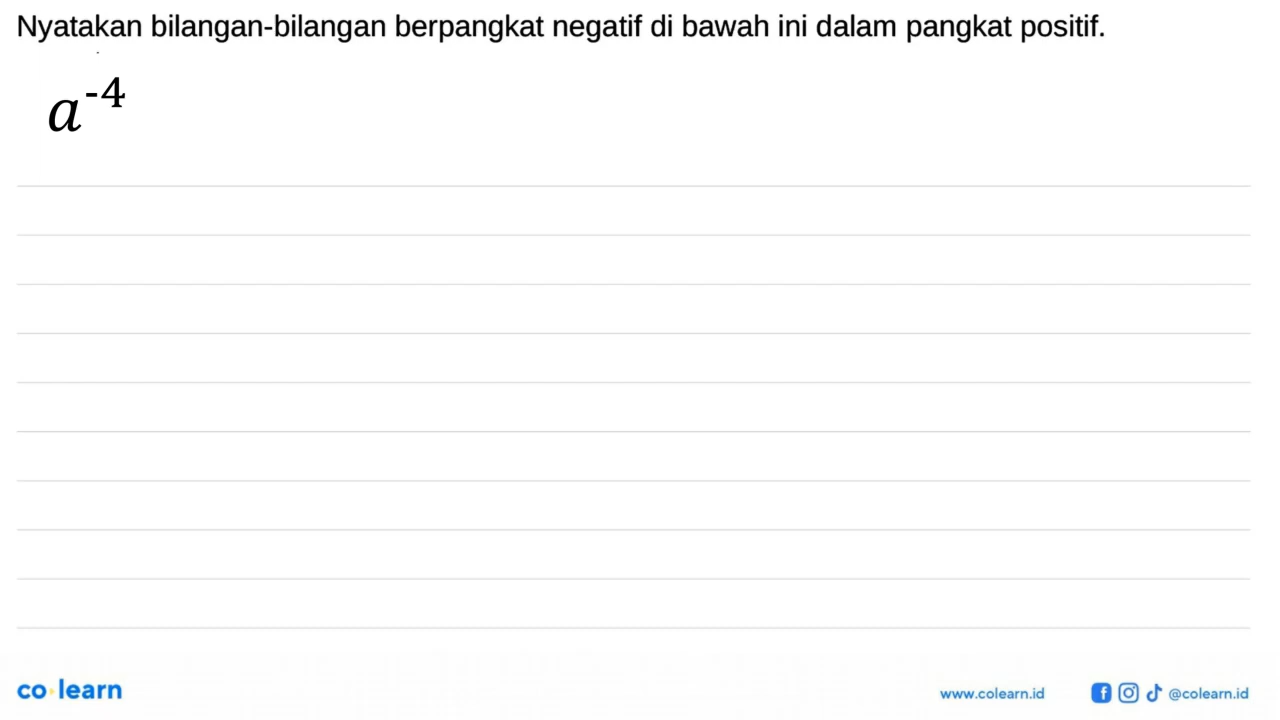 Nyatakan bilangan-bilangan berpangkat negatif di bawah ini dalam pangkat positif.
a⁻⁴
co learn
www.colearn.id @colearn.id